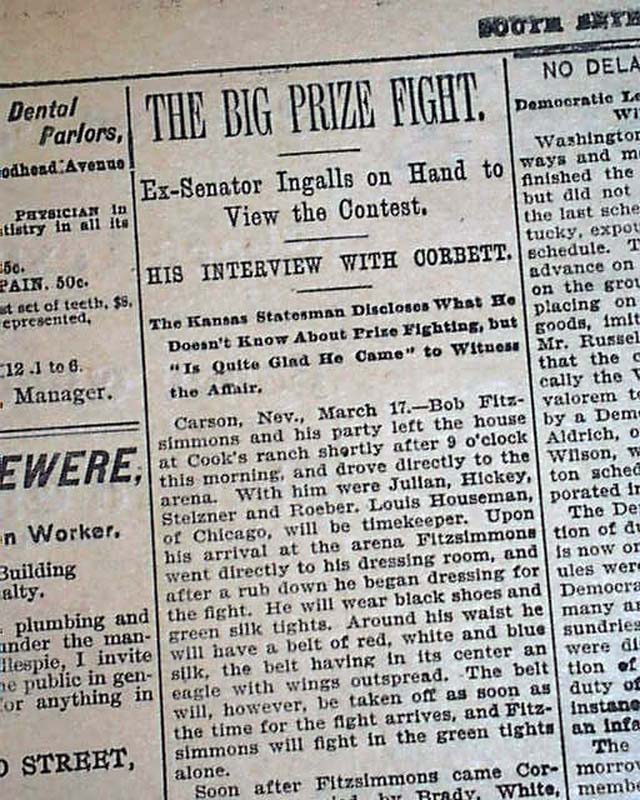 SOUTH
Dental
Parlors,
odhead Avenue
PHYSICIAN in
tistry in all its
5c.
PAIN. 50c.
st set of teeth, $8,
epresented,
12 .1 to 6.
Manager.
EWERE,
n Worker.
Building
alty.
plumbing and
under the man-
llespie, I invite
e public in gen-
or anything in
D STREET,
THE BIG PRIZE FIGHT.
Ex-Senator Ingalls on Hand to
View the Contest.
HIS INTERVIEW WITH CORBETT.
The Kansas Statesman Discloses What He
Doesn't Know About Prize Fighting, but
"Is Quite Glad He Came" to Witness
the Affair.
Carson, Nev., March 17.—Bob Fitz-
simmons and his party left the house
at Cook's ranch shortly after 9 o'clock
this morning, and drove directly to the
arena. With him were Julian, Hickey,
Stelzner and Roeber. Louis Houseman,
of Chicago, will be timekeeper. Upon
his arrival at the arena Fitzsimmons
went directly to his dressing room, and
after a rub down he began dressing for
the fight. He will wear black shoes and
green silk tights. Around his waist he
will have a belt of red, white and blue
silk, the belt having in its center an
eagle with wings outspread. The belt
will, however, be taken off as soon as
the time for the fight arrives, and Fitz-
simmons will fight in the green tights
alone.
Soon after Fitzsimmons came Cor-
by Brady, White,
NO DELA
Democratic Le
Wi
Washington
ways and m
finished the
but did not
the last sche
tucky, expou
schedule. T
advance on
on the grou
placing on
goods, imit
Mr. Russel
that the c
cally the W
valorem t
by a Dem
Aldrich, o
Wilson, w
ton sched
porated in
The De
tion of d
is now on
ules were
Democra
many a
sundries
were di
tion of
duty of
instanc
an infa
The
morrow
memb